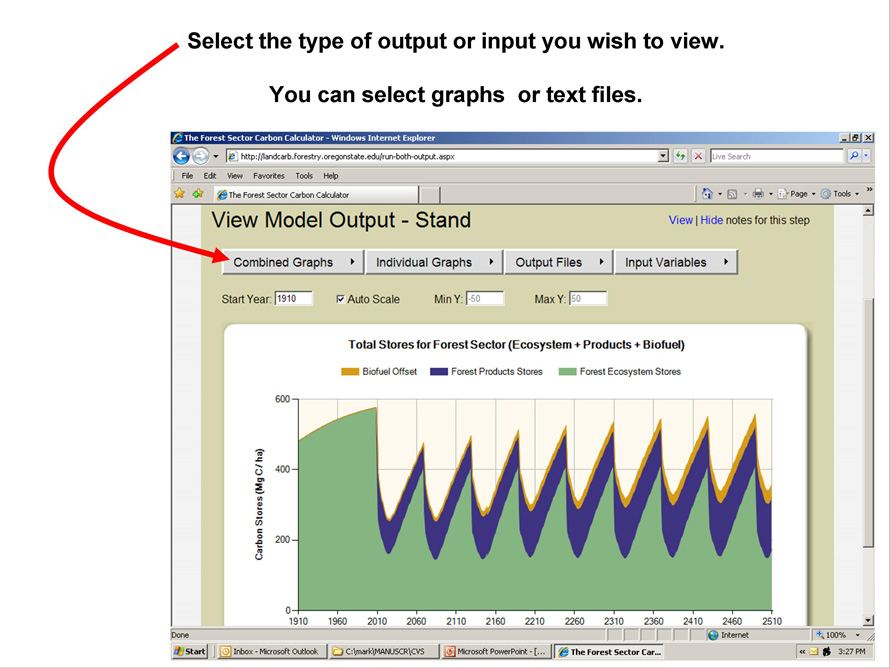 Select the type of output or input you wish to view.
You can select graphs  or text files.
The Forest Sector Carbon Calculator - Windows Internet Explorer
http://landcarb.forestry.oregonstate.edu/run-both-output.aspx
Live Search
File Edit View Favorites Tools Help
The Forest Sector Carbon Calculator
Page Tools »
View Model Output - Stand
View | Hide notes for this step
Combined Graphs Individual Graphs Output Files Input Variables
Start Year: 1910 Auto Scale Min Y: -50 Max Y: 50
Total Stores for Forest Sector (Ecosystem + Products + Biofuel)
Biofuel Offset Forest Products Stores Forest Ecosystem Stores
Carbon Stores (Mg C / ha)
600
400
200
0
1910 1960 2010 2060 2110 2160 2210 2260 2310 2360 2410 2460 2510
Done Internet 100%
Start Inbox - Microsoft Outlook C:\mark\MANUSCR\CVS Microsoft PowerPoint - [... The Forest Sector Car... « 3:27 PM